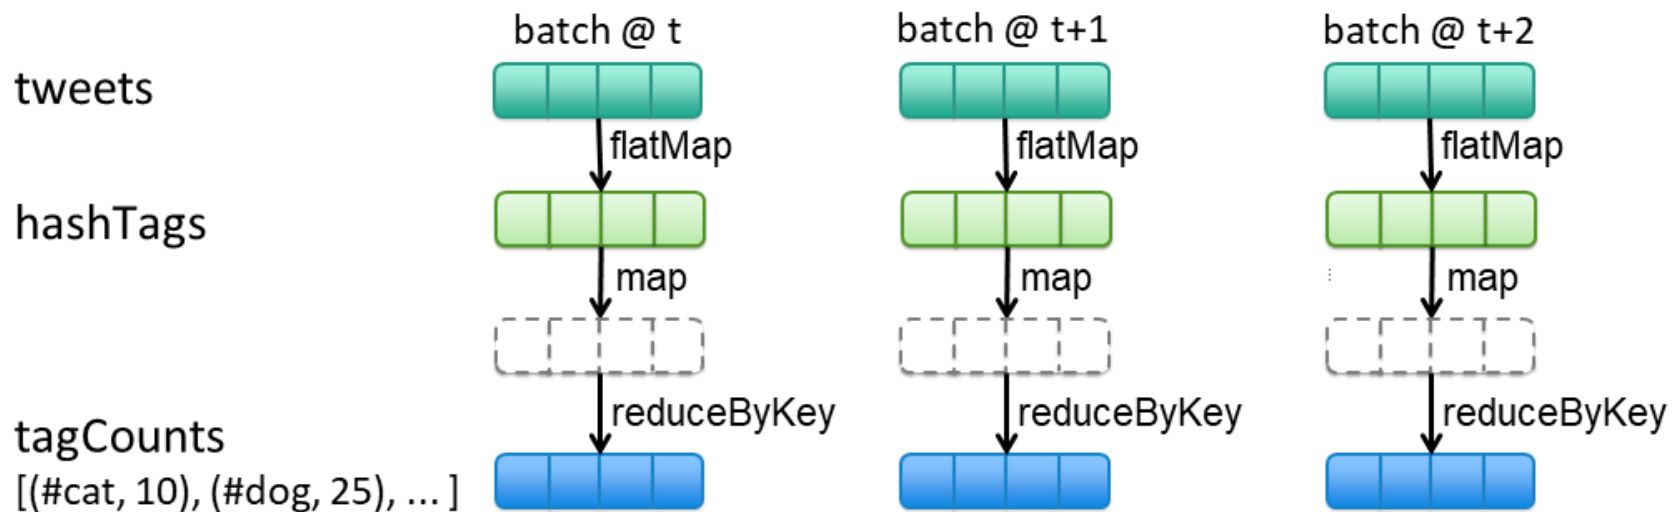 batch @ t
batch @ t+1
batch @ t+2
tweets
flatMap
flatMap
flatMap
hashTags
map
map
map
reduceByKey
reduceByKey
reduceByKey
tagCounts
[(#cat, 10), (#dog, 25), ... ]